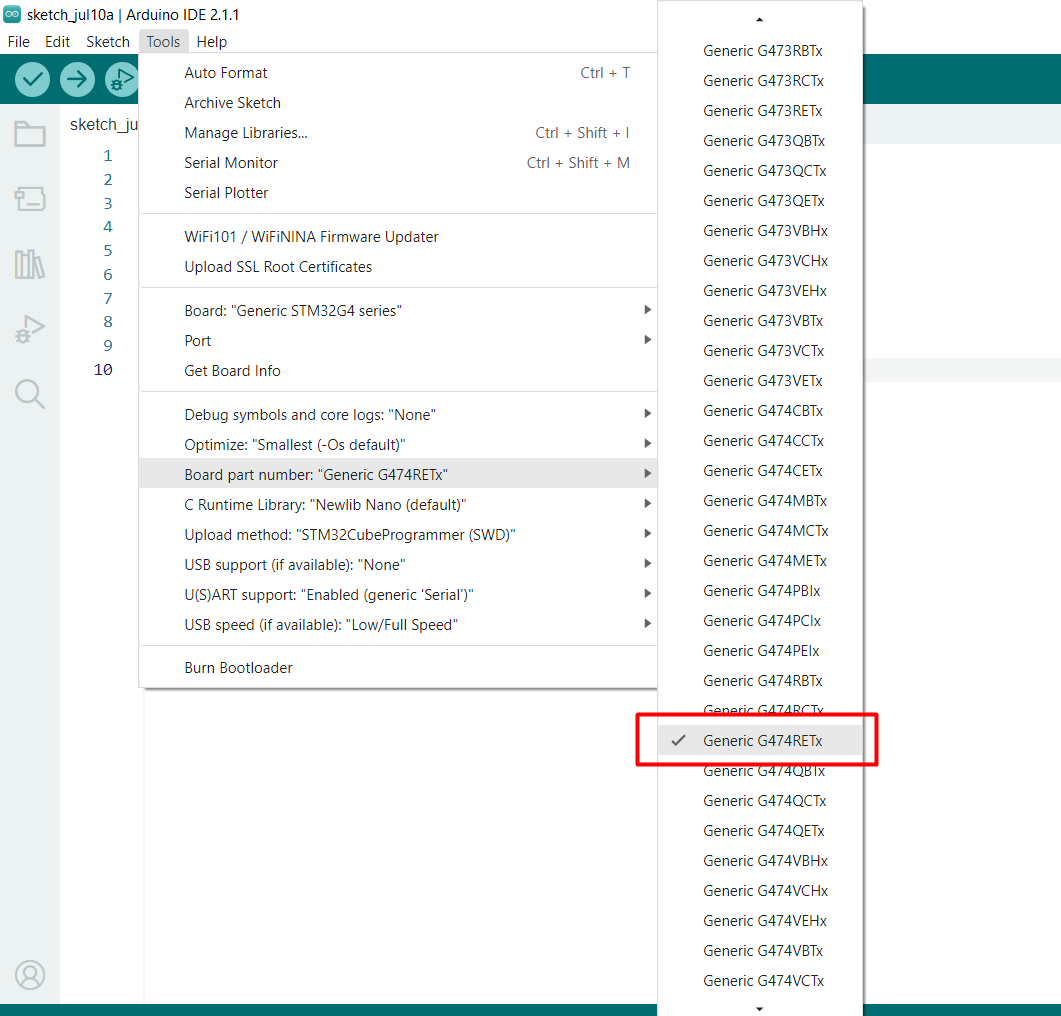 sketch_jul10a | Arduino IDE 2.1.1
File Edit Sketch Tools Help
sketch_ju
1
2
3
4
5
6
7
8
9
10
Auto Format Ctrl + T
Archive Sketch
Manage Libraries... Ctrl + Shift + I
Serial Monitor Ctrl + Shift + M
Serial Plotter
WiFi101 / WiFiNINA Firmware Updater
Upload SSL Root Certificates
Board: "Generic STM32G4 series"
Port
Get Board Info
Debug symbols and core logs: "None"
Optimize: "Smallest (-Os default)"
Board part number: "Generic G474RETx"
C Runtime Library: "Newlib Nano (default)"
Upload method: "STM32CubeProgrammer (SWD)"
USB support (if available): "None"
U(S)ART support: "Enabled (generic 'Serial')"
USB speed (if available): "Low/Full Speed"
Burn Bootloader
Generic G473RBTx
Generic G473RCTx
Generic G473RETx
Generic G473QBTx
Generic G473QCTx
Generic G473QETx
Generic G473VBHx
Generic G473VCHx
Generic G473VEHx
Generic G473VBTx
Generic G473VCTx
Generic G473VETx
Generic G474CBTx
Generic G474CCTx
Generic G474CETx
Generic G474MBTx
Generic G474MCTx
Generic G474METx
Generic G474PBIx
Generic G474PCIx
Generic G474PEIx
Generic G474RBTx
Generic G474RCTx
Generic G474RETx
Generic G474QBTx
Generic G474QCTx
Generic G474QETx
Generic G474VBHx
Generic G474VCHx
Generic G474VEHx
Generic G474VBTx
Generic G474VCTx